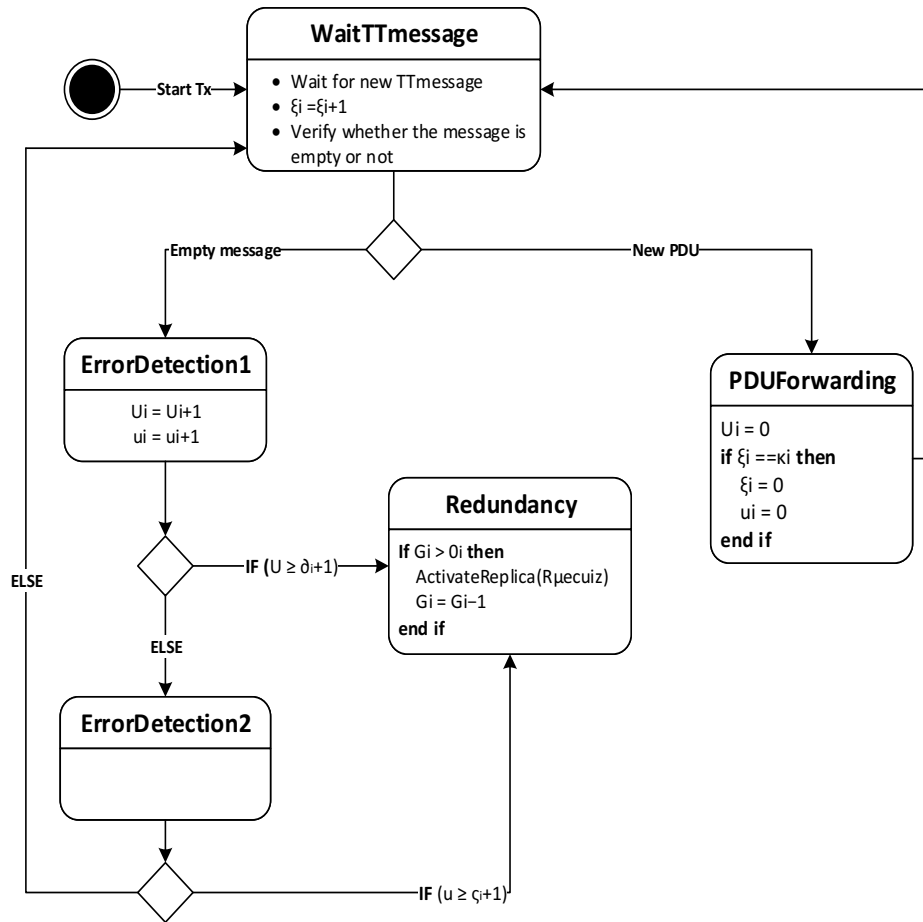 WaitTTmessage
• Wait for new TTmessage
• ξi =ξi+1
• Verify whether the message is
empty or not
Start Tx
Empty message
New PDU
ErrorDetection1
Ui = Ui+1
ui = ui+1
PDUForwarding
Ui = 0
if ξi ==κi then
ξi = 0
ui = 0
end if
Redundancy
If Gi > 0i then
ActivateReplica(Rμecuiz)
Gi = Gi−1
end if
IF (U ≥ ∂i+1)
ELSE
ELSE
ErrorDetection2
IF (u ≥ ςi+1)